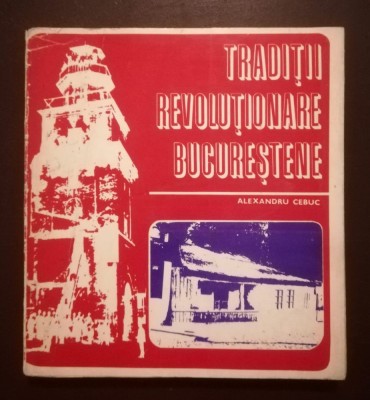 TRADIȚII
REVOLUȚIONARE
BUCUREȘTENE
ALEXANDRU CEBUC